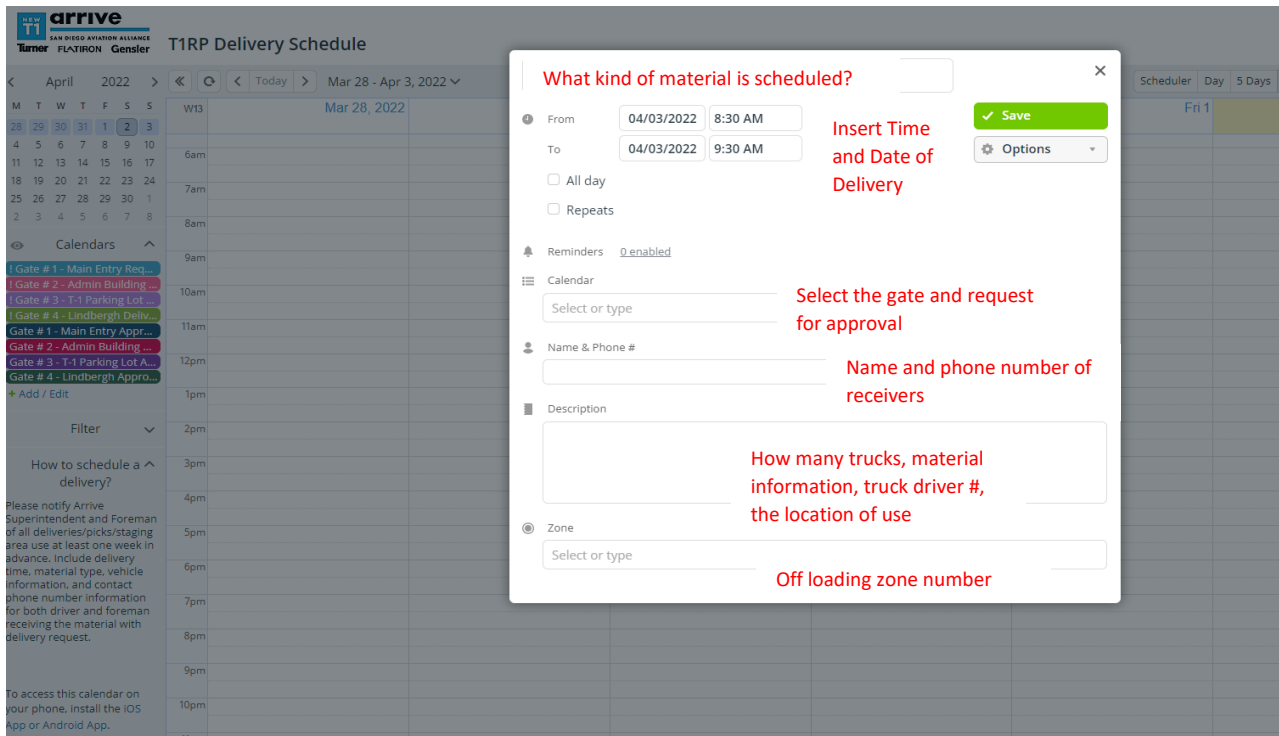 NEW
T1
arrive
SAN DIEGO AVIATION ALLIANCE
Turner FLATIRON Gensler
T1RP Delivery Schedule
< April 2022 >
Today
Mar 28 - Apr 3, 2022
Scheduler Day 5 Days
M T W T F S S
28 29 30 31 1 2 3
4 5 6 7 8 9 10
11 12 13 14 15 16 17
18 19 20 21 22 23 24
25 26 27 28 29 30 1
2 3 4 5 6 7 8
Calendars
! Gate # 1 - Main Entry Req...
! Gate # 2 - Admin Building ...
! Gate # 3 - T-1 Parking Lot ...
! Gate # 4 - Lindbergh Deliv...
Gate # 1 - Main Entry Appr...
Gate # 2 - Admin Building ...
Gate # 3 - T-1 Parking Lot A...
Gate # 4 - Lindbergh Appro...
+ Add / Edit
Filter
How to schedule a
delivery?
Please notify Arrive
Superintendent and Foreman
of all deliveries/picks/staging
area use at least one week in
advance. Include delivery
time, material type, vehicle
information, and contact
phone number information
for both driver and foreman
receiving the material with
delivery request.
To access this calendar on
your phone, install the iOS
App or Android App.
W13
Mar 28, 2022
Fri 1
6am
7am
8am
9am
10am
11am
12pm
1pm
2pm
3pm
4pm
5pm
6pm
7pm
8pm
9pm
10pm
What kind of material is scheduled?
From 04/03/2022 8:30 AM
To 04/03/2022 9:30 AM
Insert Time
and Date of
Delivery
Save
Options
All day
Repeats
Reminders 0 enabled
Calendar
Select or type
Select the gate and request
for approval
Name & Phone #
Name and phone number of
receivers
Description
How many trucks, material
information, truck driver #,
the location of use
Zone
Select or type
Off loading zone number